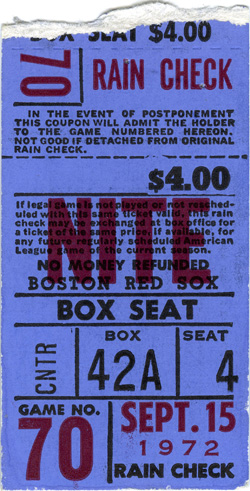 BOX SEAT $4.00
70
RAIN CHECK
IN THE EVENT OF POSTPONEMENT
THIS COUPON WILL ADMIT THE HOLDER
TO THE GAME NUMBERED HEREON.
NOT GOOD IF DETACHED FROM ORIGINAL
RAIN CHECK.
$4.00
If legal game is not played or not resched-
uled with this same ticket valid, this rain
check may be exchanged at box office for
a ticket of the same price, if available, for
any future regularly scheduled American
League game of the current season.
NITE
NO MONEY REFUNDED
BOSTON RED SOX
BOX SEAT
CNTR
BOX
SEAT
42A
4
GAME NO.
70
SEPT. 15
1972
RAIN CHECK